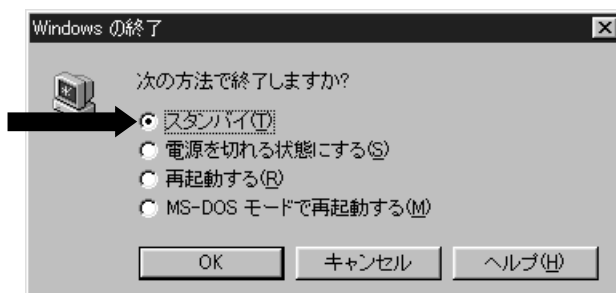 Windows の終了
次の方法で終了しますか?
スタンバイ(T)
電源を切れる状態にする(S)
再起動する(R)
MS-DOS モードで再起動する(M)
OK キャンセル ヘルプ(H)